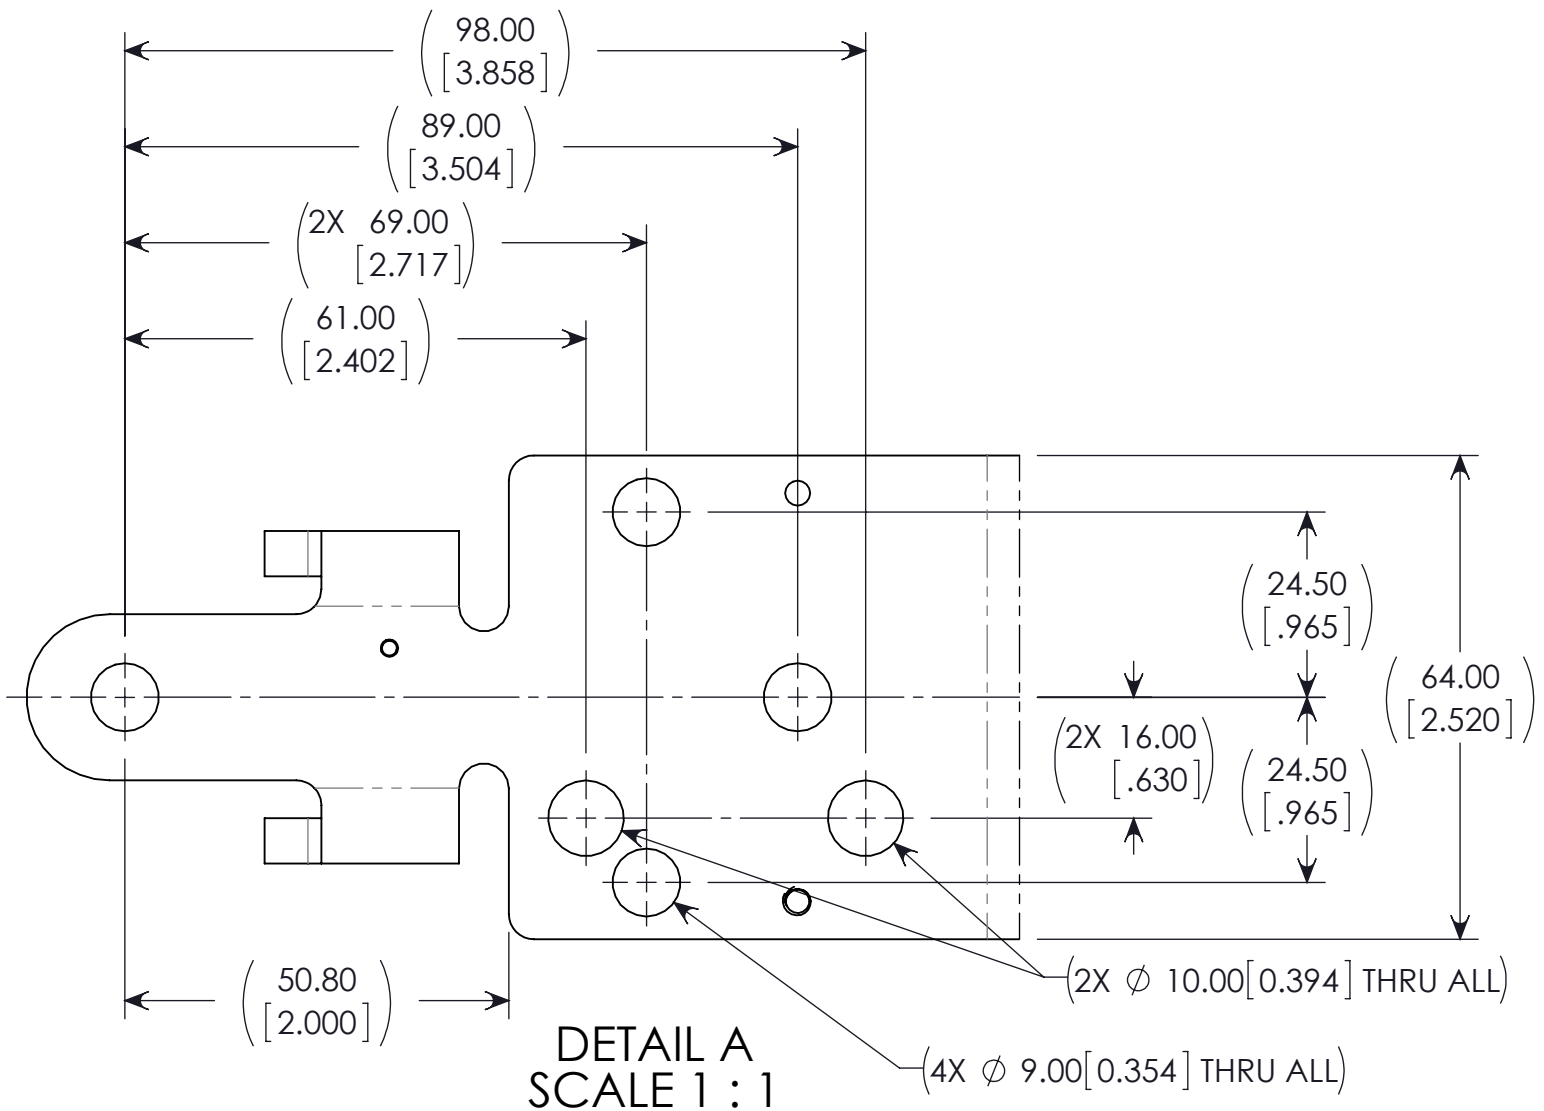 (98.00
[3.858])
(89.00
[3.504])
(2X 69.00
[2.717])
(61.00
[2.402])
(24.50
[.965])
(64.00
[2.520])
(2X 16.00
[.630])
(24.50
[.965])
(50.80
[2.000])
(2X ∅ 10.00[0.394] THRU ALL)
(4X ∅ 9.00[0.354] THRU ALL)
DETAIL A
SCALE 1 : 1